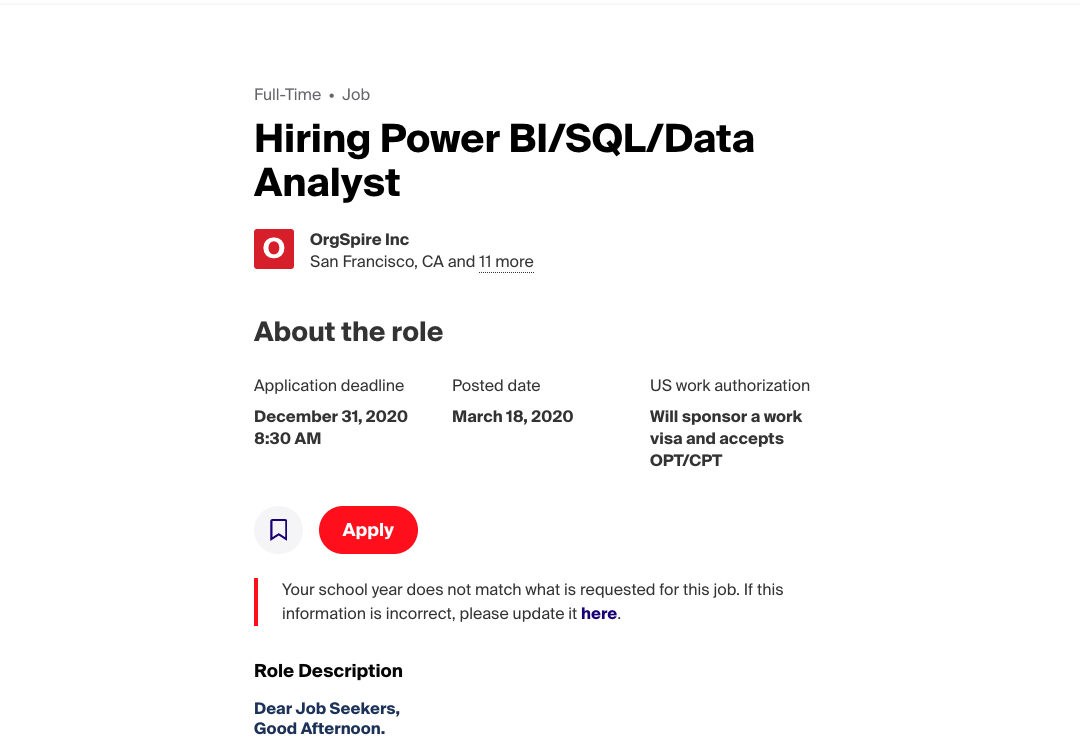 Full-Time • Job
Hiring Power BI/SQL/Data
Analyst
O
OrgSpire Inc
San Francisco, CA and 11 more
About the role
Application deadline
December 31, 2020
8:30 AM
Posted date
March 18, 2020
US work authorization
Will sponsor a work
visa and accepts
OPT/CPT
Apply
Your school year does not match what is requested for this job. If this
information is incorrect, please update it here.
Role Description
Dear Job Seekers,
Good Afternoon.